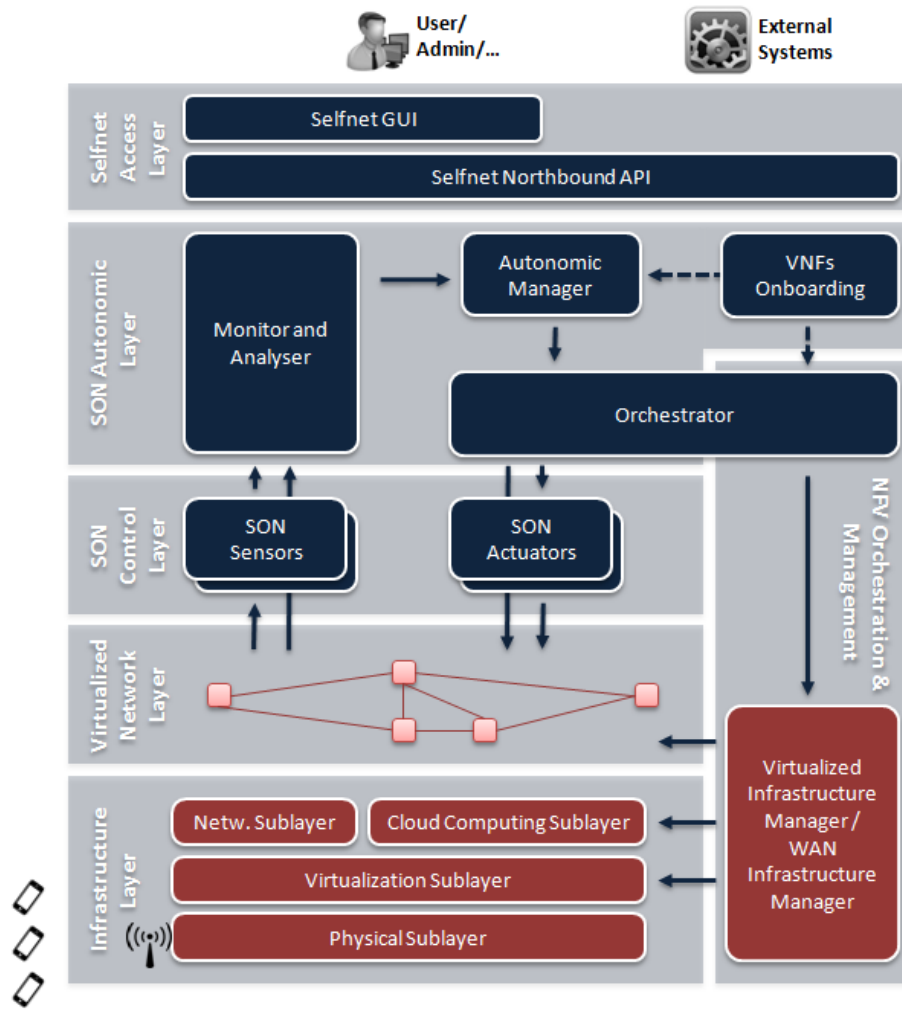 User/
Admin/...
External
Systems
Selfnet
Access
Layer
Selfnet GUI
Selfnet Northbound API
SON Autonomic
Layer
Monitor and
Analyser
Autonomic
Manager
VNFs
Onboarding
Orchestrator
SON
Control
Layer
SON
Sensors
SON
Actuators
NFV Orchestration &
Management
Virtualized
Network
Layer
Virtualized
Infrastructure
Manager /
WAN
Infrastructure
Manager
Infrastructure
Layer
Netw. Sublayer
Cloud Computing Sublayer
Virtualization Sublayer
Physical Sublayer